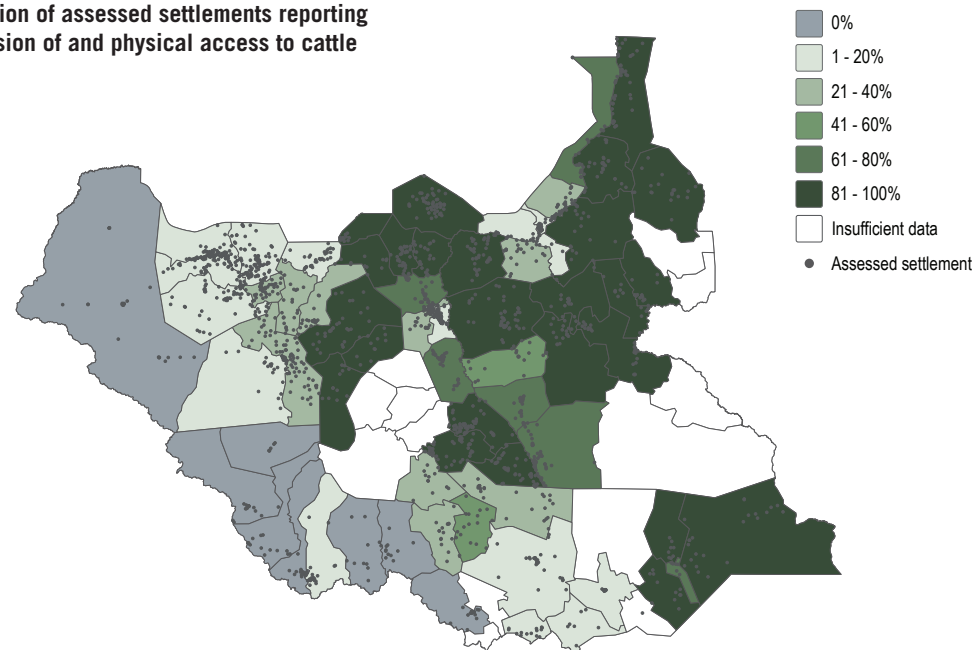 ion of assessed settlements reporting
sion of and physical access to cattle
0%
1 - 20%
21 - 40%
41 - 60%
61 - 80%
81 - 100%
Insufficient data
Assessed settlement